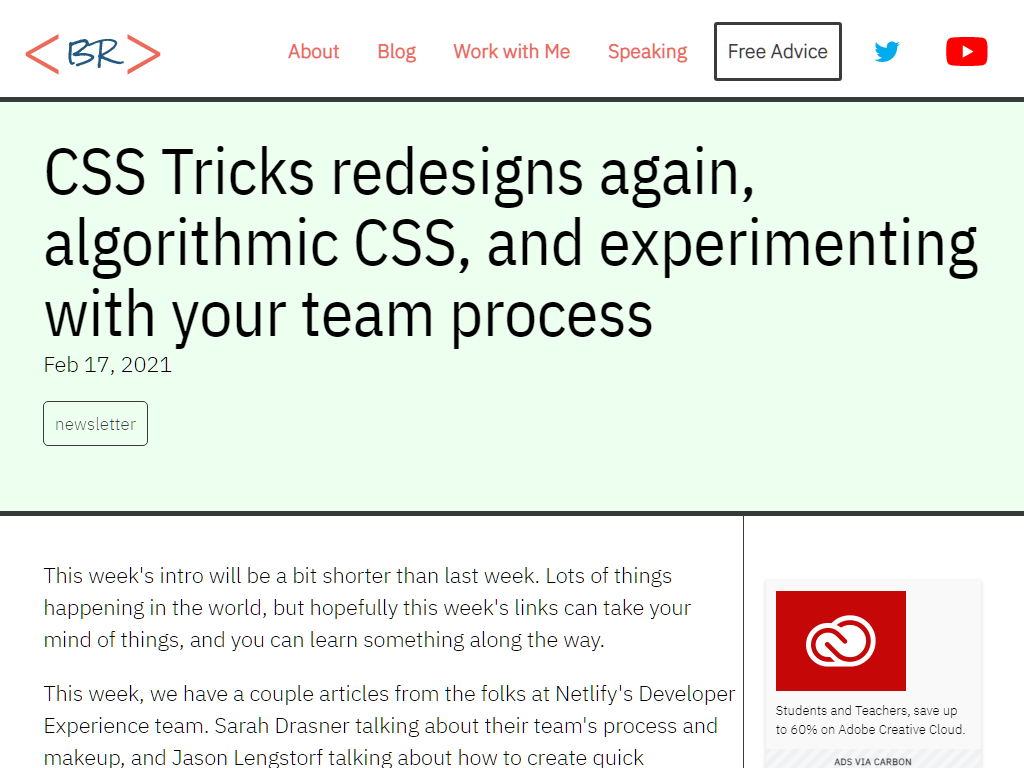 <BR>
About Blog Work with Me Speaking Free Advice
CSS Tricks redesigns again,
algorithmic CSS, and experimenting
with your team process
Feb 17, 2021
newsletter
This week's intro will be a bit shorter than last week. Lots of things
happening in the world, but hopefully this week's links can take your
mind of things, and you can learn something along the way.
This week, we have a couple articles from the folks at Netlify's Developer
Experience team. Sarah Drasner talking about their team's process and
makeup, and Jason Lengstorf talking about how to create quick
Students and Teachers, save up
to 60% on Adobe Creative Cloud.
ADS VIA CARBON